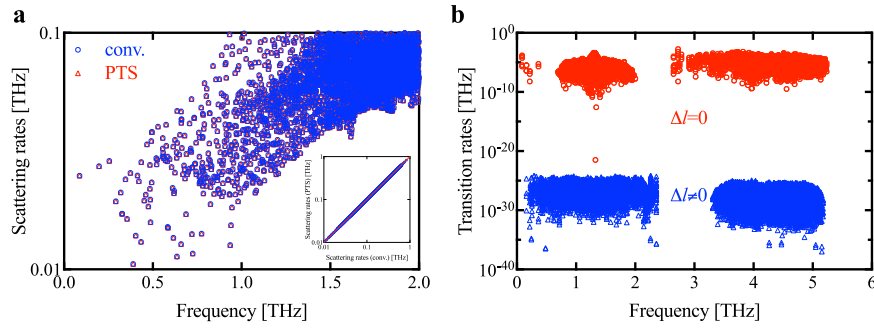 a
Scattering rates [THz]
0.1
0.01
conv.
PTS
0.0
0.5
1.0
1.5
2.0
Frequency [THz]
Scattering rates (PTS) [THz]
1
0.1
0.01
0.01
0.1
1
Scattering rates (conv.) [THz]
b
Transition rates [THz]
10⁰
10⁻¹⁰
10⁻²⁰
10⁻³⁰
10⁻⁴⁰
Δl=0
Δl≠0
0
1
2
3
4
5
6
Frequency [THz]